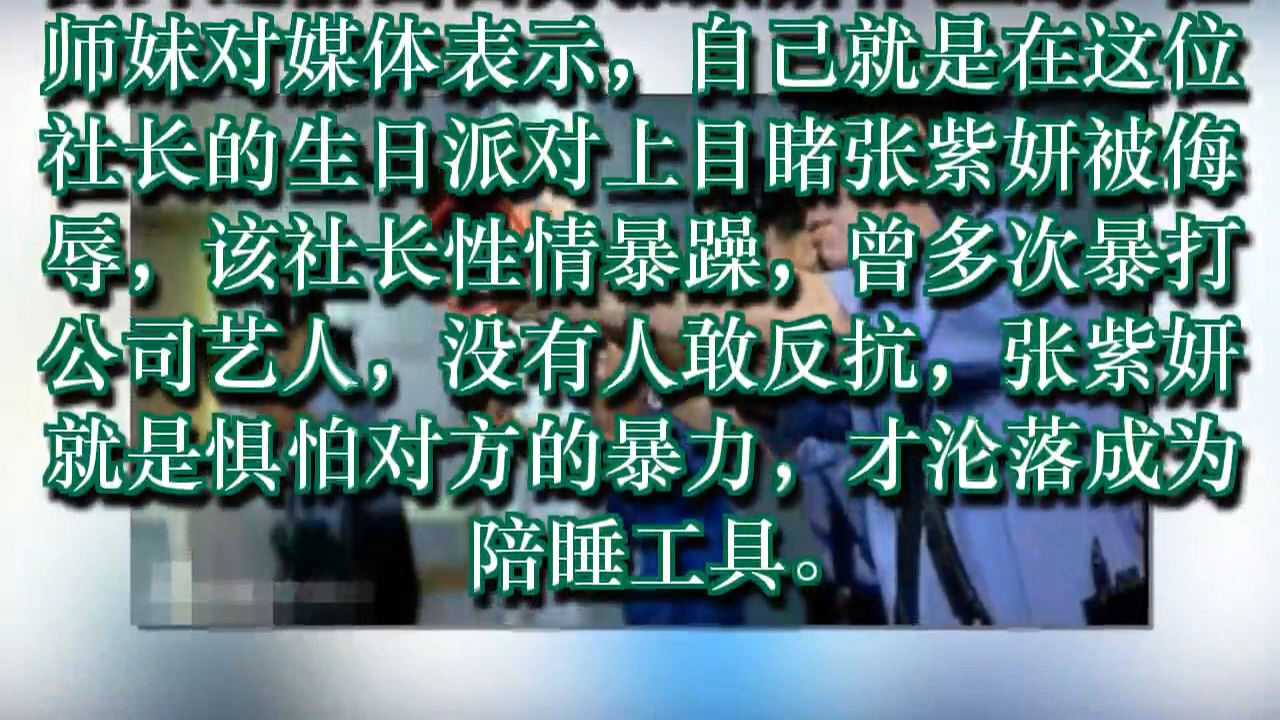 师妹对媒体表示，自己就是在这位
社长的生日派对上目睹张紫妍被侮
辱，该社长性情暴躁，曾多次暴打
公司艺人，没有人敢反抗，张紫妍
就是惧怕对方的暴力，才沦落成为
陪睡工具。